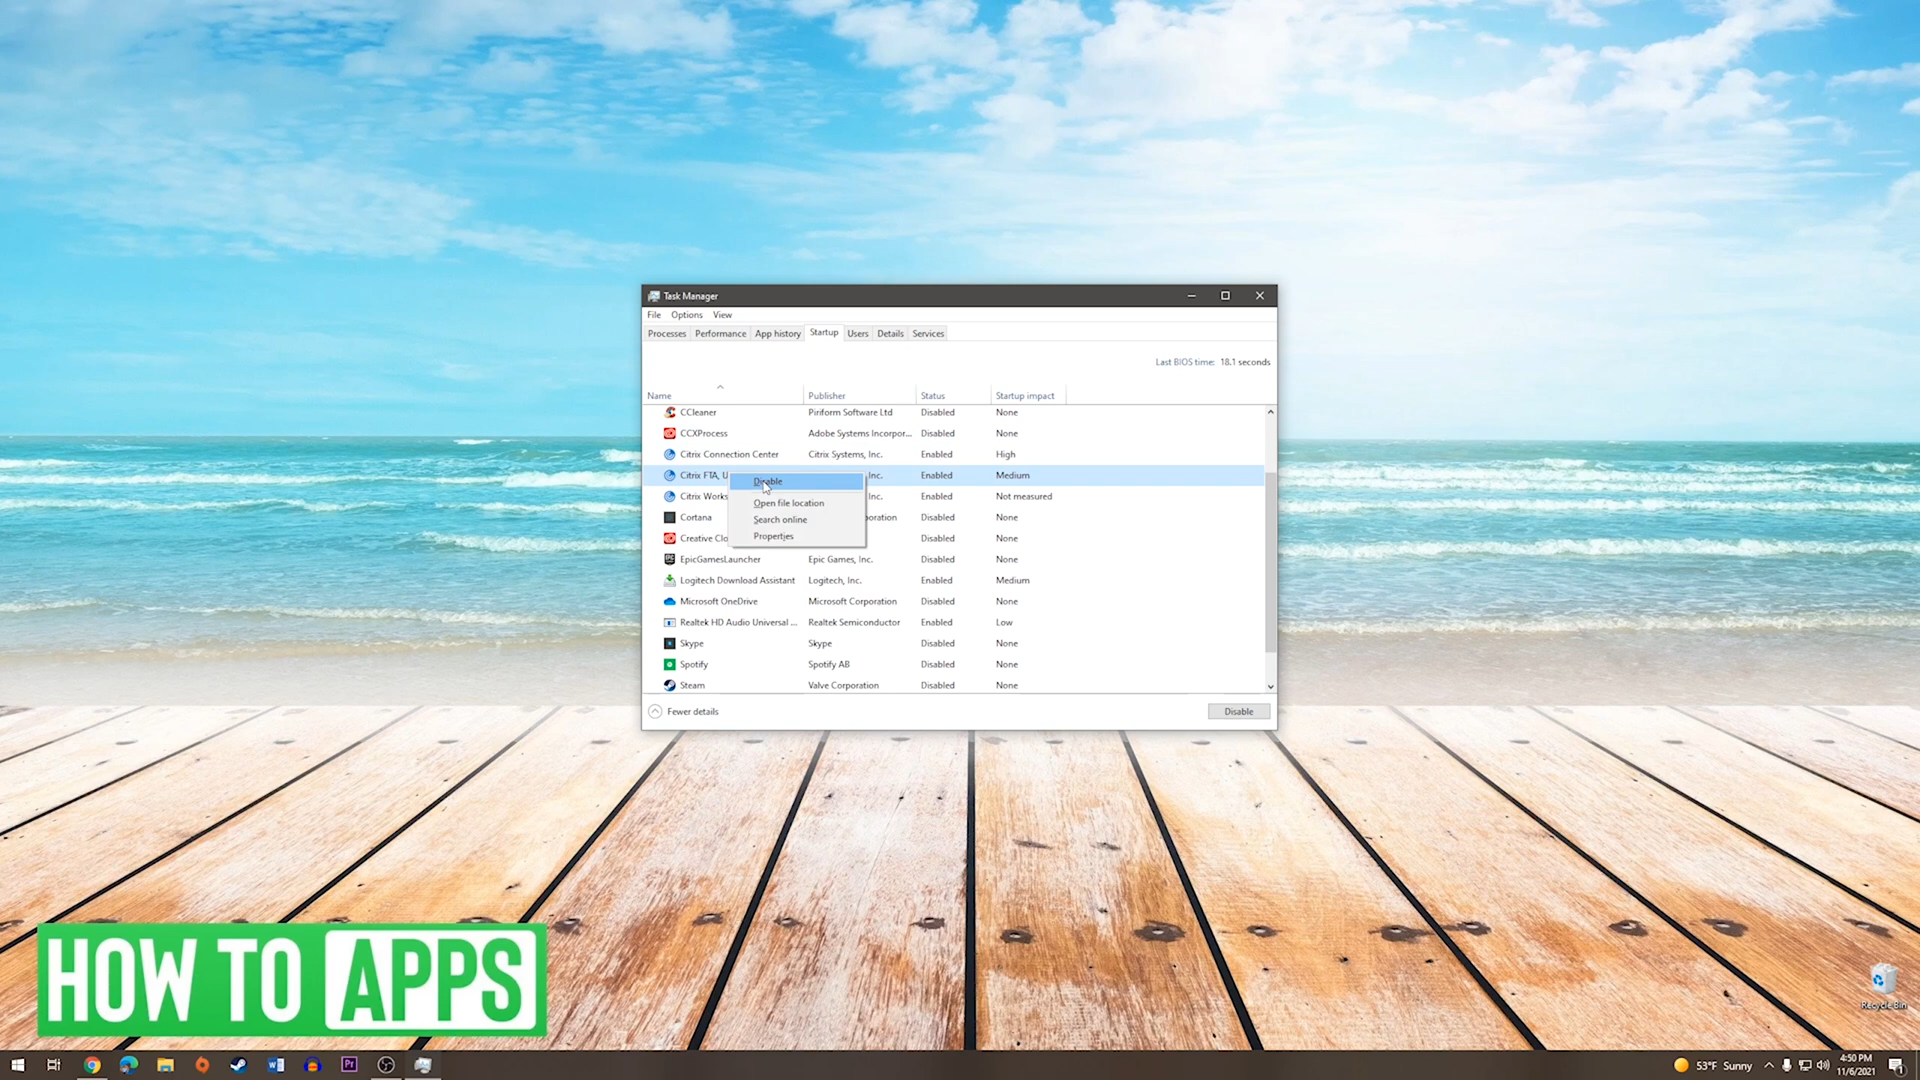 Task Manager
File Options View
Processes Performance App history Startup Users Details Services
Last BIOS time: 18.1 seconds
Name Publisher Status Startup impact
CCleaner Piriform Software Ltd Disabled None
CCXProcess Adobe Systems Incorpor... Disabled None
Citrix Connection Center Citrix Systems, Inc. Enabled High
Citrix FTA, U Inc. Enabled Medium
Disable
Citrix Works Inc. Enabled Not measured
Open file location
Cortana oration Disabled None
Search online
Creative Clo Disabled None
Properties
EpicGamesLauncher Epic Games, Inc. Disabled None
Logitech Download Assistant Logitech, Inc. Enabled Medium
Microsoft OneDrive Microsoft Corporation Disabled None
Realtek HD Audio Universal ... Realtek Semiconductor Enabled Low
Skype Skype Disabled None
Spotify Spotify AB Disabled None
Steam Valve Corporation Disabled None
Fewer details Disable
HOW TO APPS
Recycle Bin
53°F Sunny
4:50 PM
11/6/2021